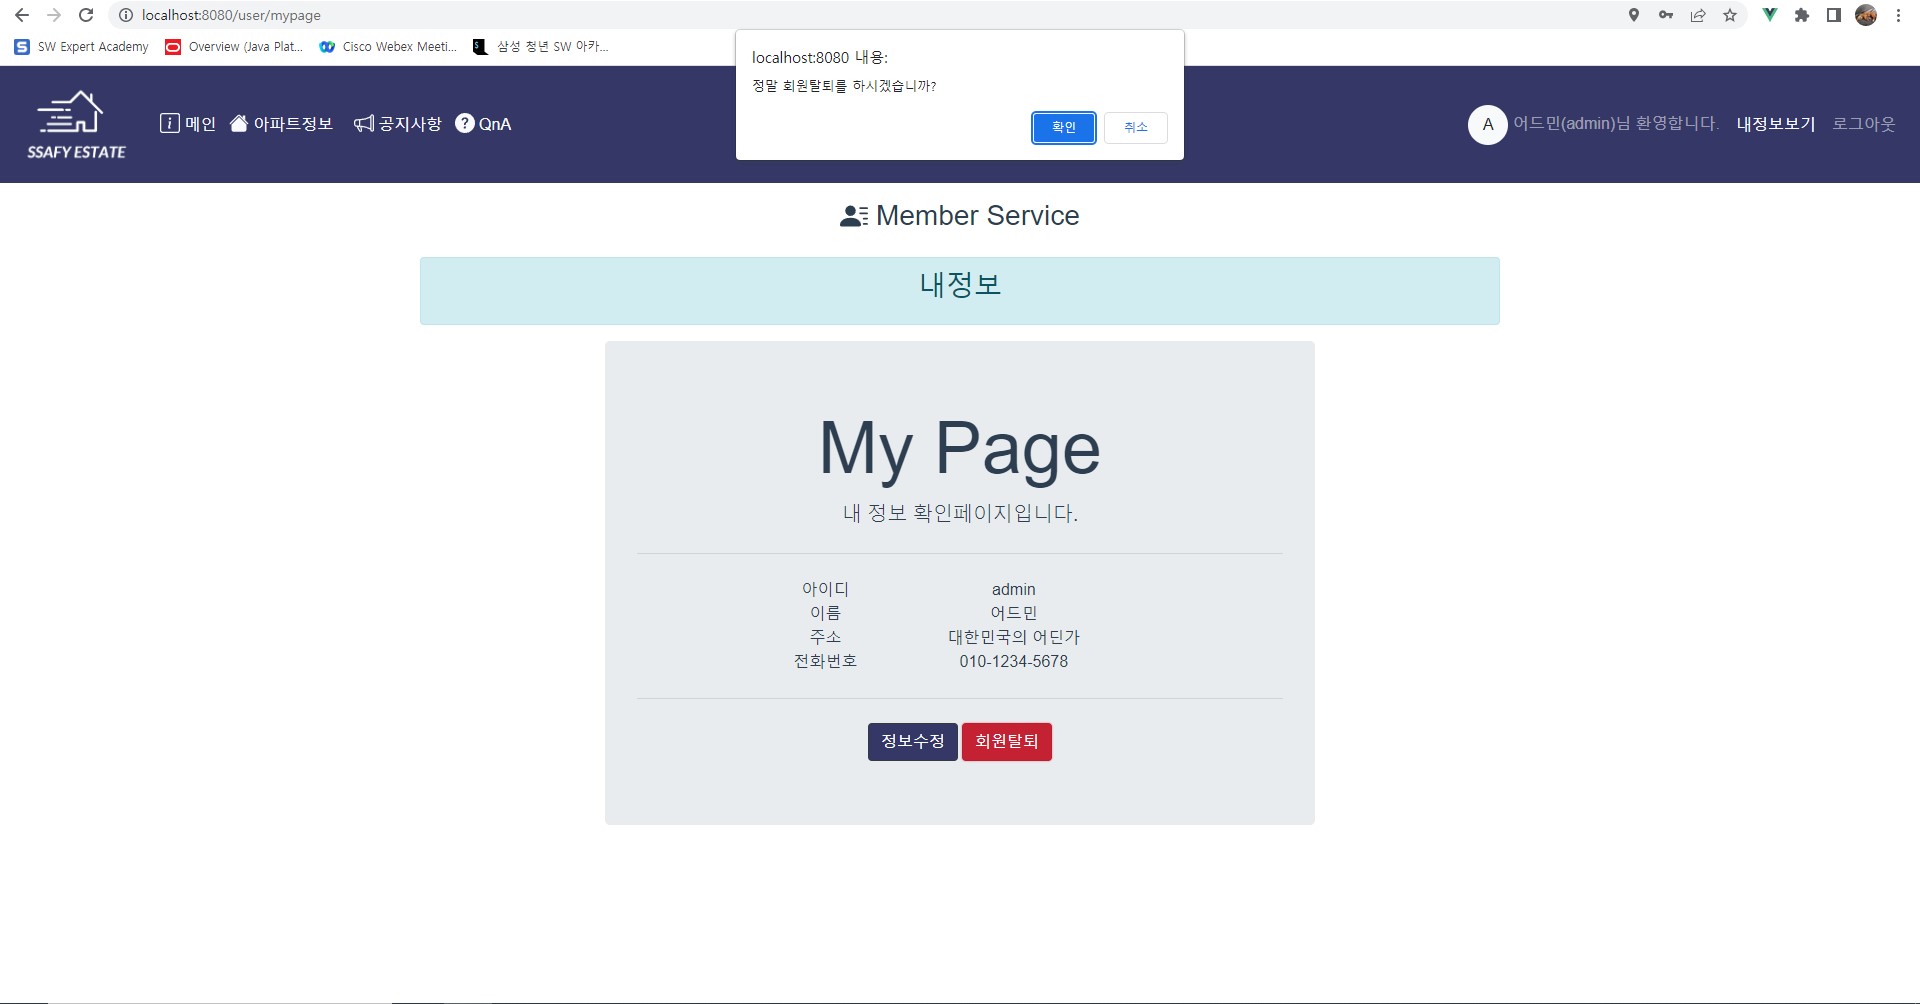 localhost:8080/user/mypage
SW Expert Academy Overview (Java Plat... Cisco Webex Meeti... 삼성 청년 SW 아카...
localhost:8080 내용:
정말 회원탈퇴를 하시겠습니까?
확인 취소
SSAFY ESTATE
메인 아파트정보 공지사항 QnA
A 어드민(admin)님 환영합니다. 내정보보기 로그아웃
Member Service
내정보
My Page
내 정보 확인페이지입니다.
아이디 admin
이름 어드민
주소 대한민국의 어딘가
전화번호 010-1234-5678
정보수정 회원탈퇴